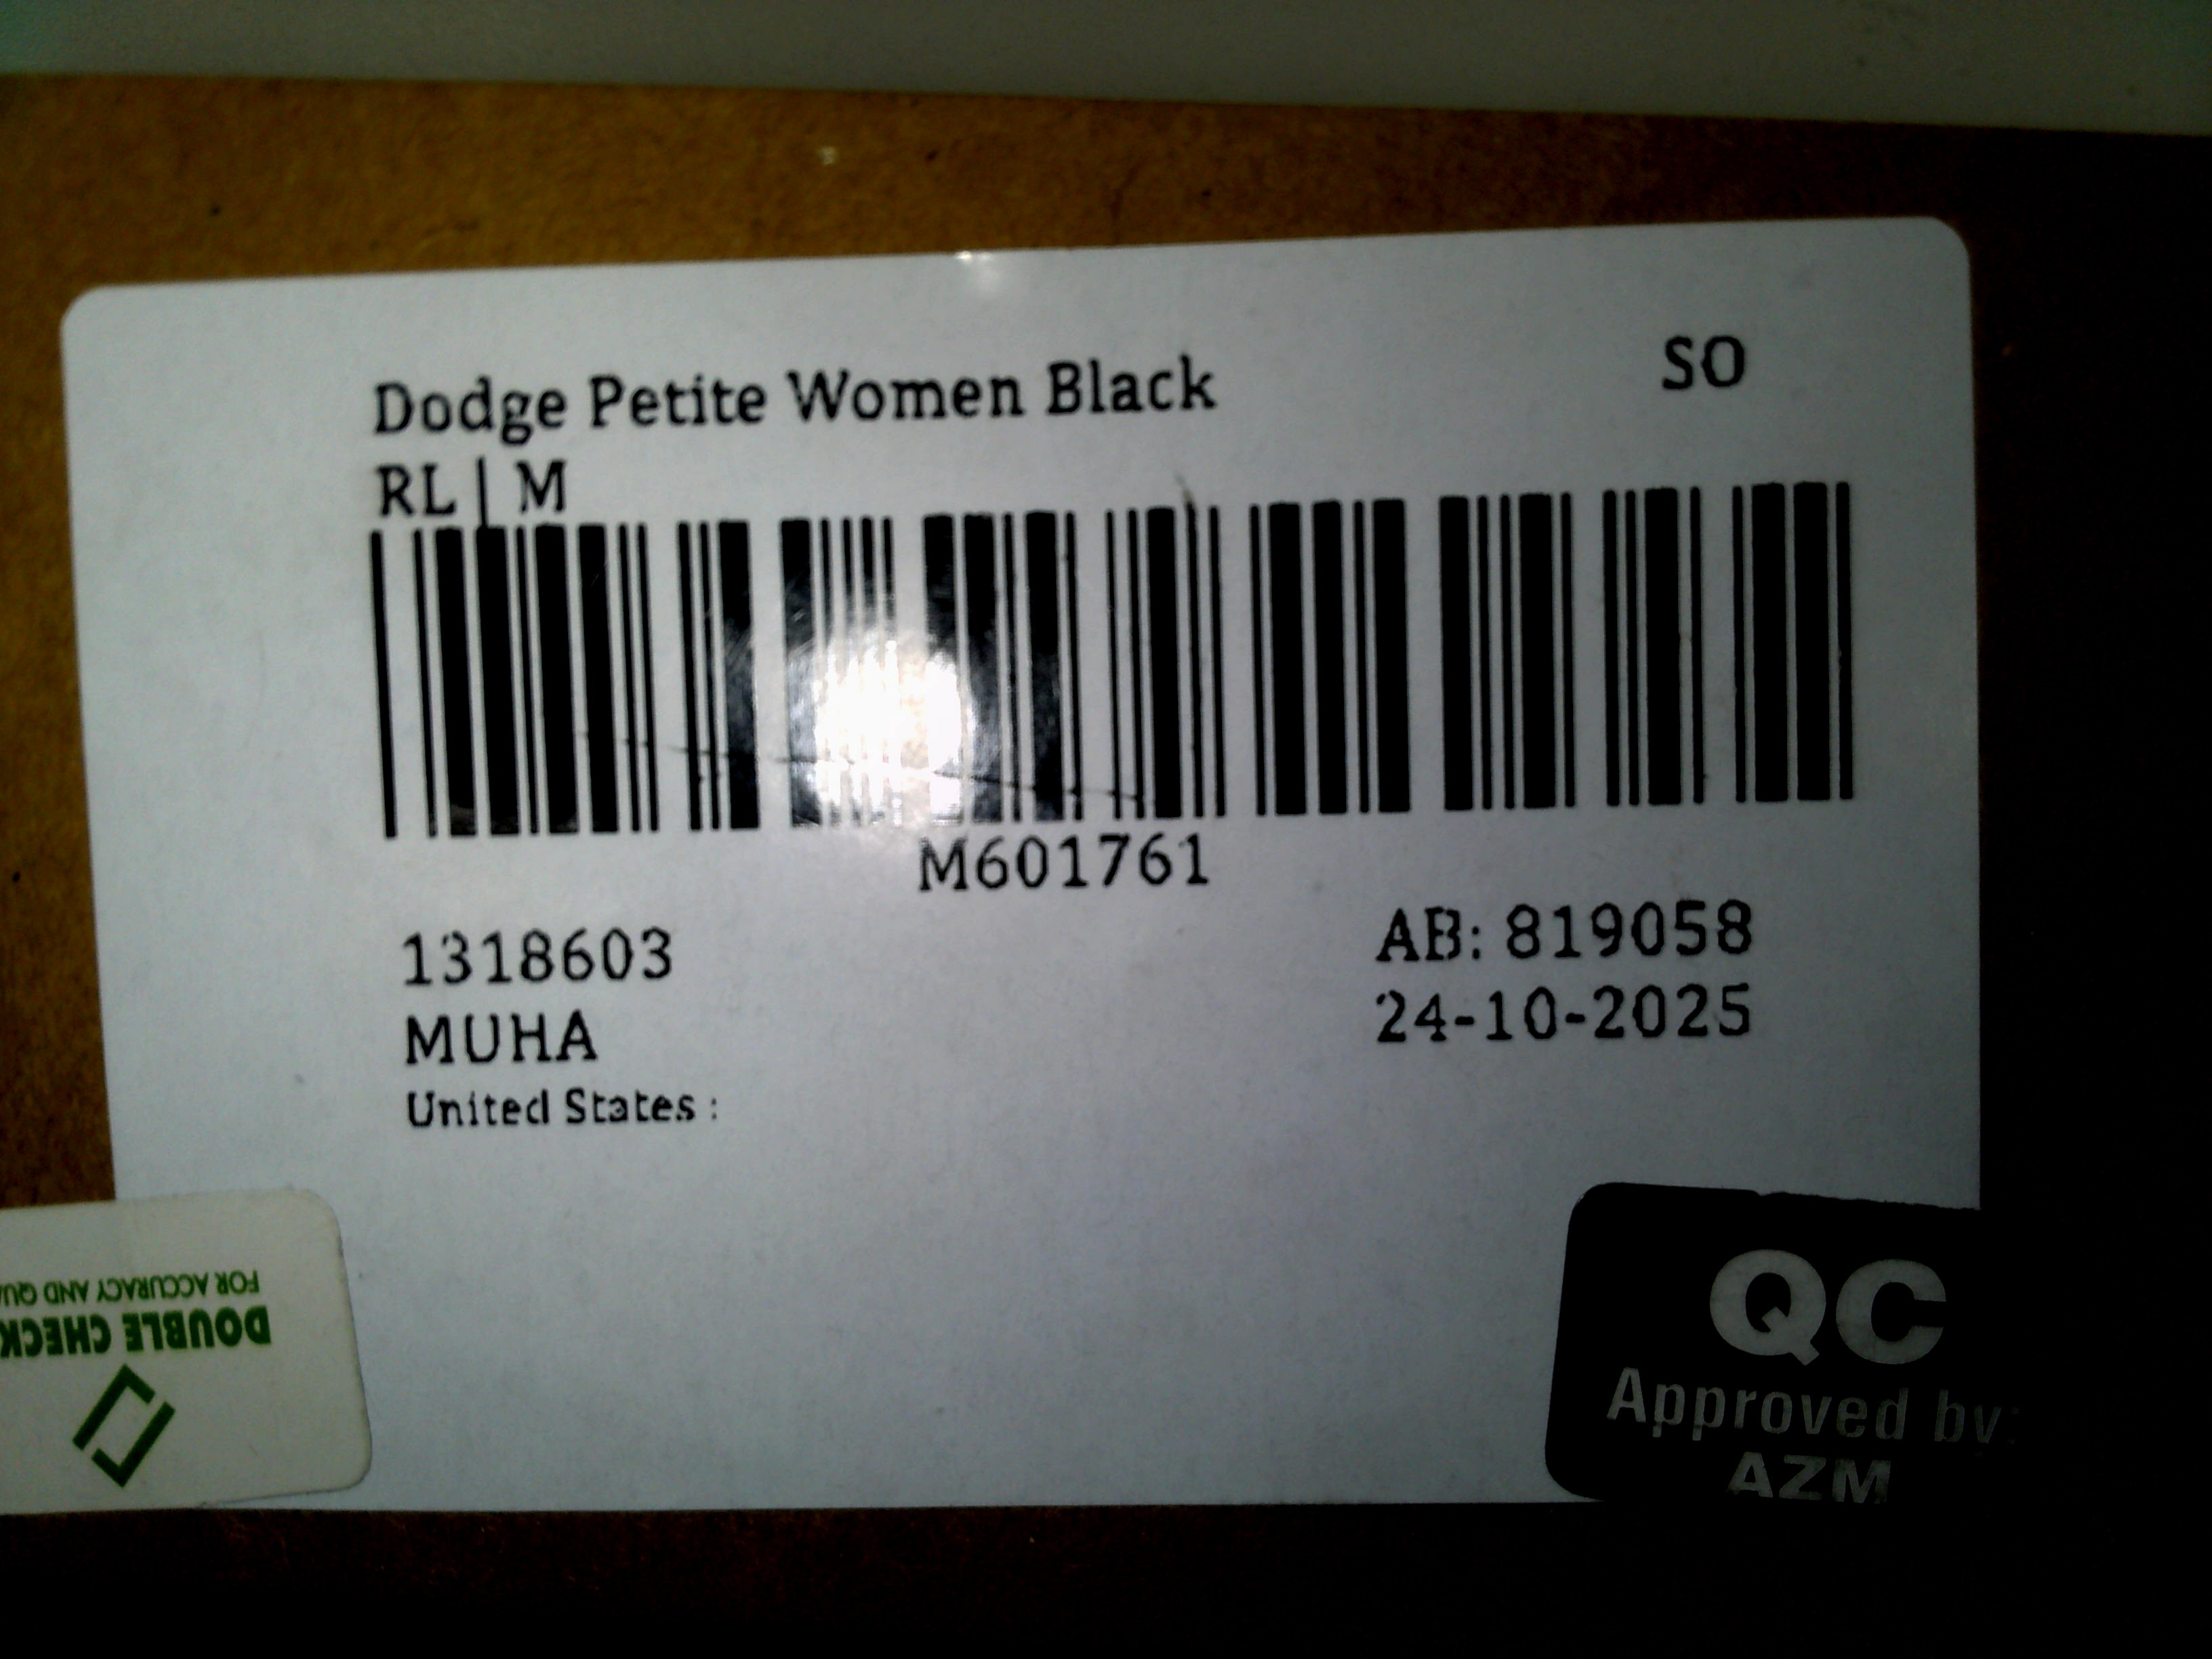 Dodge Petite Women Black
SO
RL | M
M601761
1318603
AB: 819058
MUHA
24-10-2025
United States :
DOUBLE CHECK
FOR ACCURACY AND
QC
Approved by:
AZM